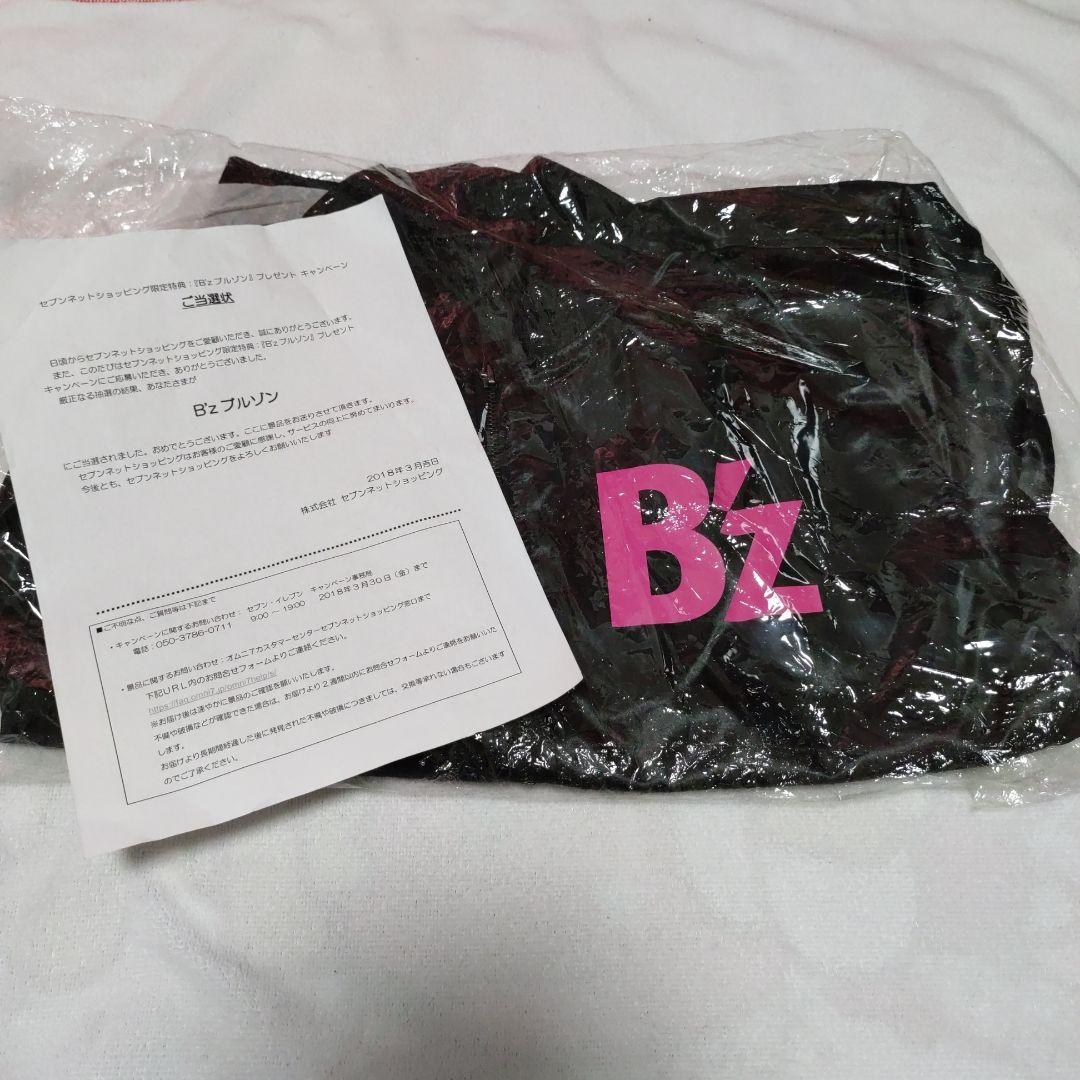 セブンネットショッピング限定特典：『B'zブルゾン』プレゼント キャンペーン
ご当選状
日頃からセブンネットショッピングをご愛顧いただき、誠にありがとうございます。
また、このたびはセブンネットショッピング限定特典：『B'zブルゾン』プレゼント
キャンペーンにご応募いただき、ありがとうございました。
厳正なる抽選の結果、あなたさまが
B'zブルゾン
にご当選されました。おめでとうございます。ここに景品をお送りさせて頂きます。
セブンネットショッピングはお客様のご愛顧に感謝し、サービスの向上に努めてまいります。
今後とも、セブンネットショッピングをよろしくお願いいたします
2018年3月吉日
株式会社 セブンネットショッピング
■ご不明な点、ご質問等は下記まで
・キャンペーンに関するお問い合わせ： セブン‐イレブン キャンペーン事務局
電話：050-3786-0711 9:00 ～ 19:00 2018年3月30日（金）まで
・景品に関するお問い合わせ：オムニ7カスタマーセンターセブンネットショッピング窓口まで
下記URL内のお問合せフォームよりご連絡ください。
https://faq.omni7.jp/omni7help/s/
※お届け後は速やかに景品のご確認を願いいたします。
不備や破損などが確認できた場合は、お届けより2週間以内にお問合せフォームよりご連絡をお願いいた
します。
お届けより長期間経過した後に発見された不備や破損につきましては、交換等承れない場合もございます
のでご了承ください。
B'z